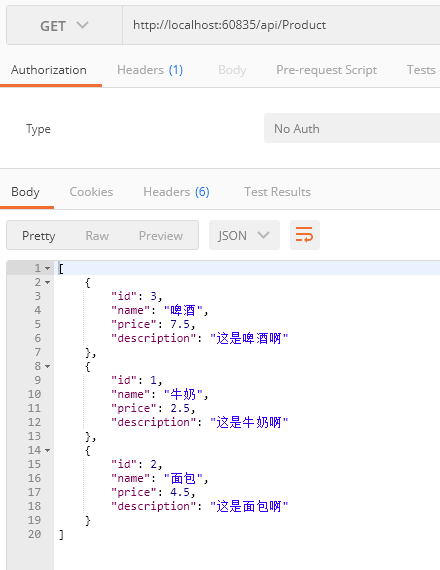 GET http://localhost:60835/api/Product
Authorization Headers (1) Body Pre-request Script Tests
Type No Auth
Body Cookies Headers (6) Test Results
Pretty Raw Preview JSON
1 [
2 {
3 "id": 3,
4 "name": "啤酒",
5 "price": 7.5,
6 "description": "这是啤酒啊"
7 },
8 {
9 "id": 1,
10 "name": "牛奶",
11 "price": 2.5,
12 "description": "这是牛奶啊"
13 },
14 {
15 "id": 2,
16 "name": "面包",
17 "price": 4.5,
18 "description": "这是面包啊"
19 }
20 ]